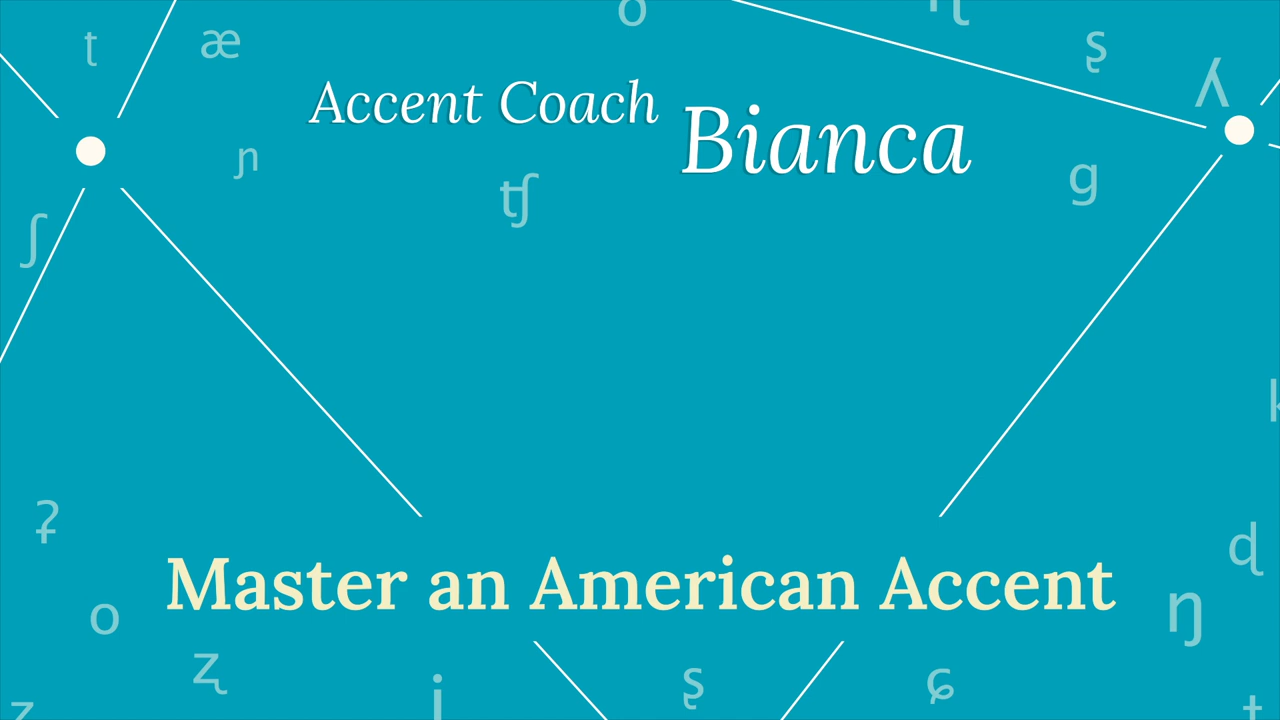 Accent Coach Bianca
Master an American Accent
o
t
æ
ʂ
ʎ
ɲ
ʧ
g
ʃ
ʔ
ɖ
o
ŋ
ʐ
i
ʂ
ɕ